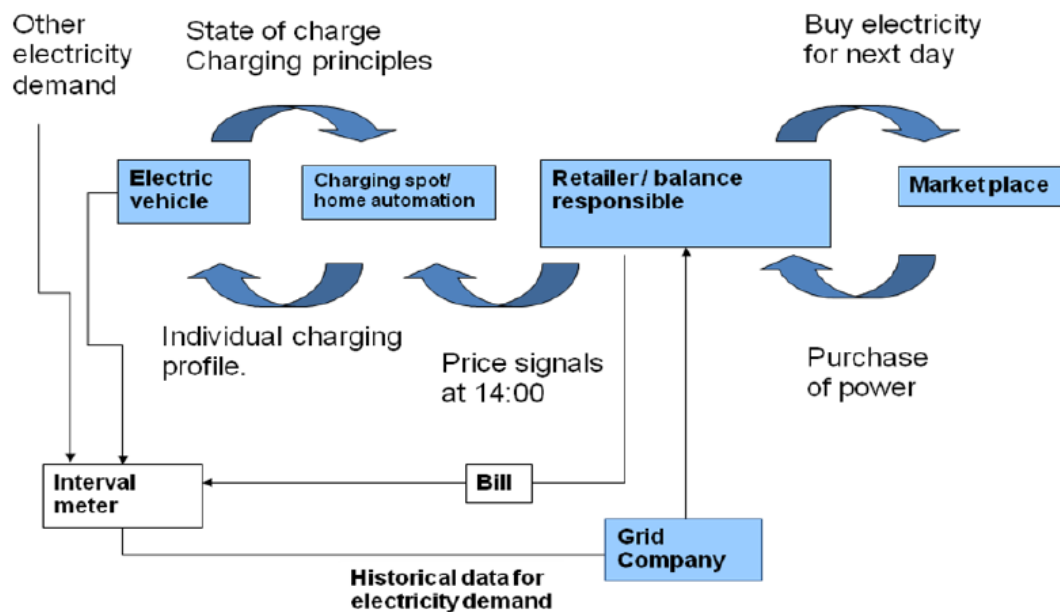 Other
electricity
demand
State of charge
Charging principles
Buy electricity
for next day
Electric
vehicle
Charging spot/
home automation
Retailer / balance
responsible
Market place
Individual charging
profile.
Price signals
at 14:00
Purchase
of power
Interval
meter
Bill
Grid
Company
Historical data for
electricity demand